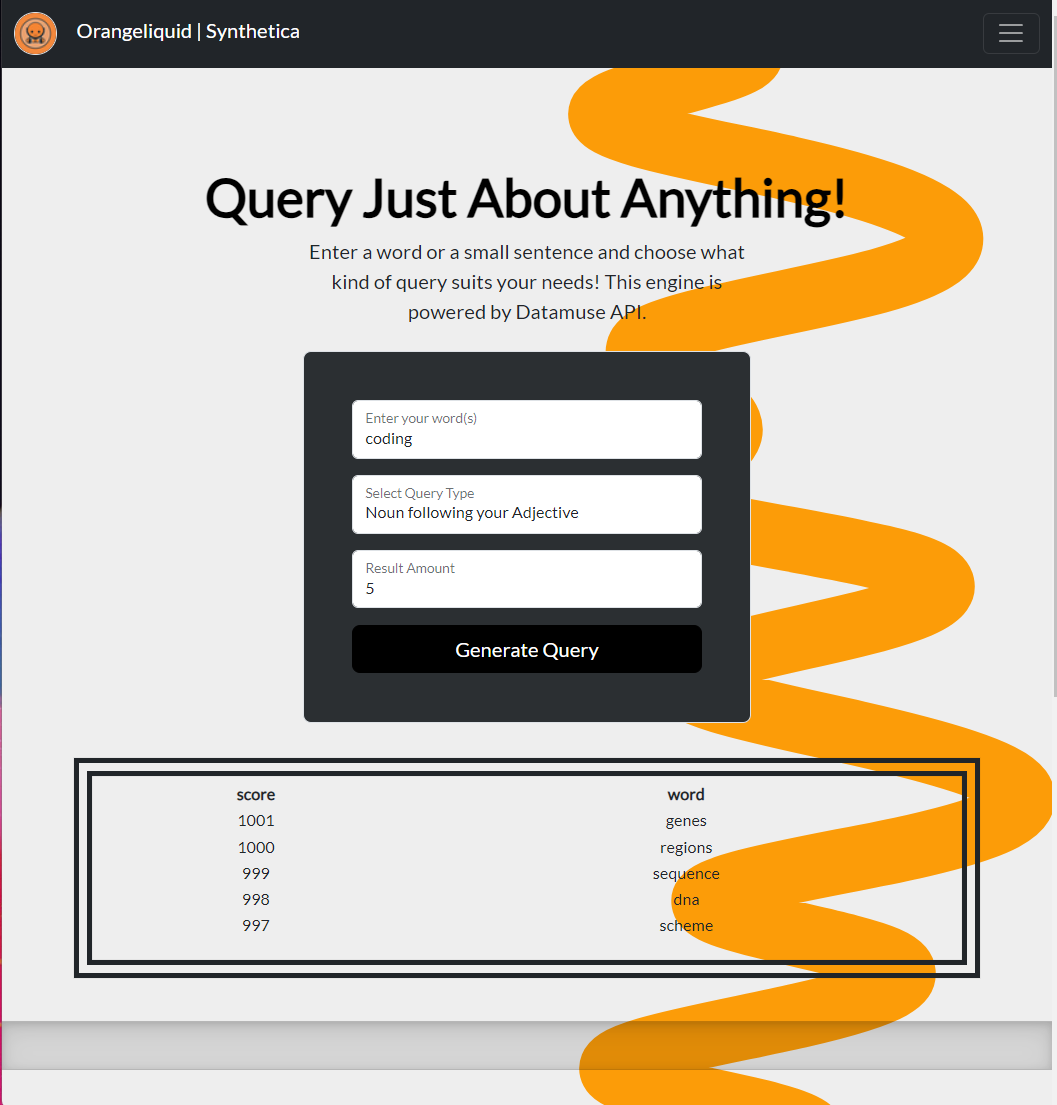 Orangeliquid | Synthetica
Query Just About Anything!
Enter a word or a small sentence and choose what
kind of query suits your needs! This engine is
powered by Datamuse API.
Enter your word(s)
coding
Select Query Type
Noun following your Adjective
Result Amount
5
Generate Query
score word
1001 genes
1000 regions
999 sequence
998 dna
997 scheme